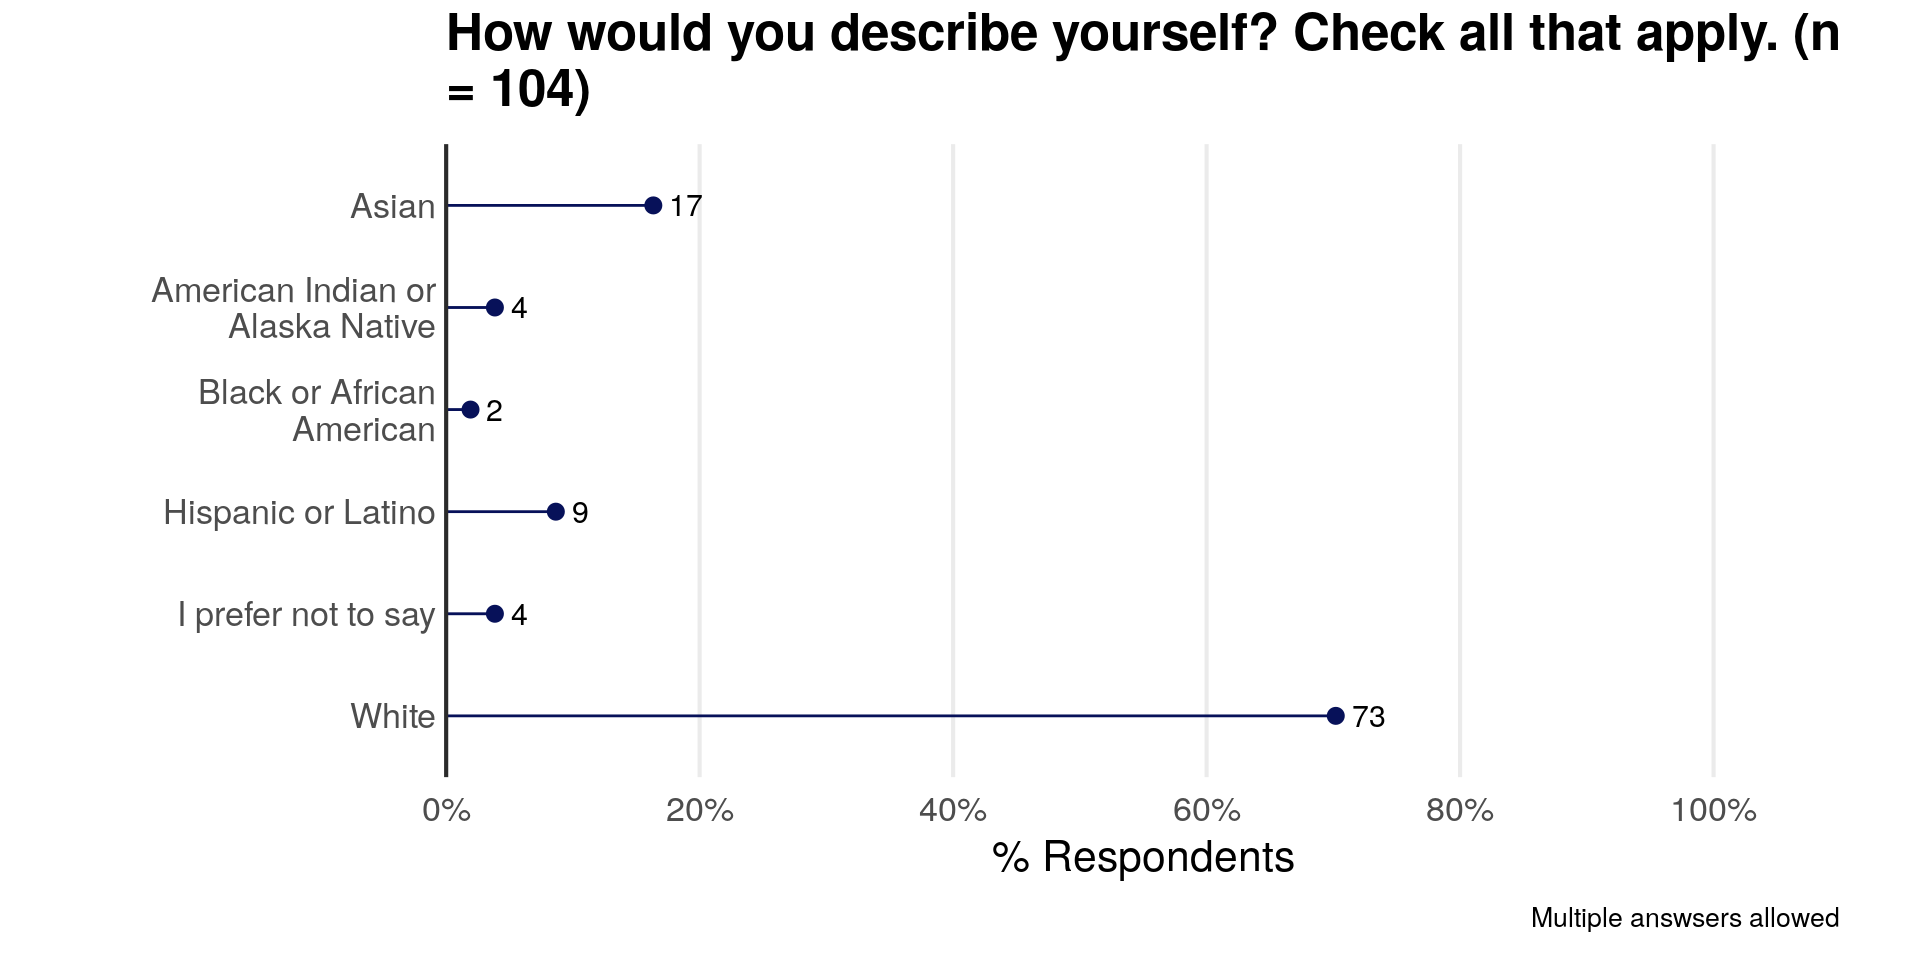 How would you describe yourself? Check all that apply. (n
= 104)
Asian
17
American Indian or
Alaska Native
4
Black or African
American
2
Hispanic or Latino
9
I prefer not to say
4
White
73
0%
20%
40%
60%
80%
100%
% Respondents
Multiple answsers allowed